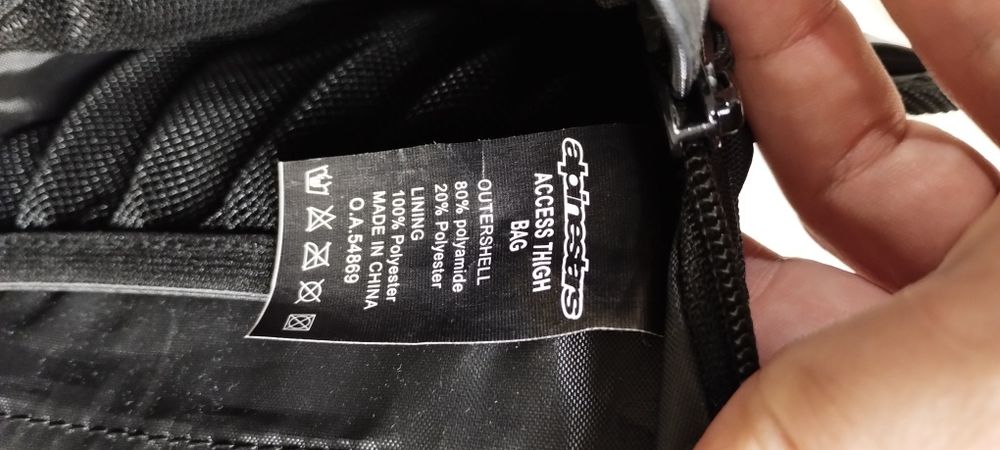 alpinestars
ACCESS THIGH
BAG
OUTERSHELL
80% polyamide
20% Polyester
LINING
100% Polyester
MADE IN CHINA
O.A.54869